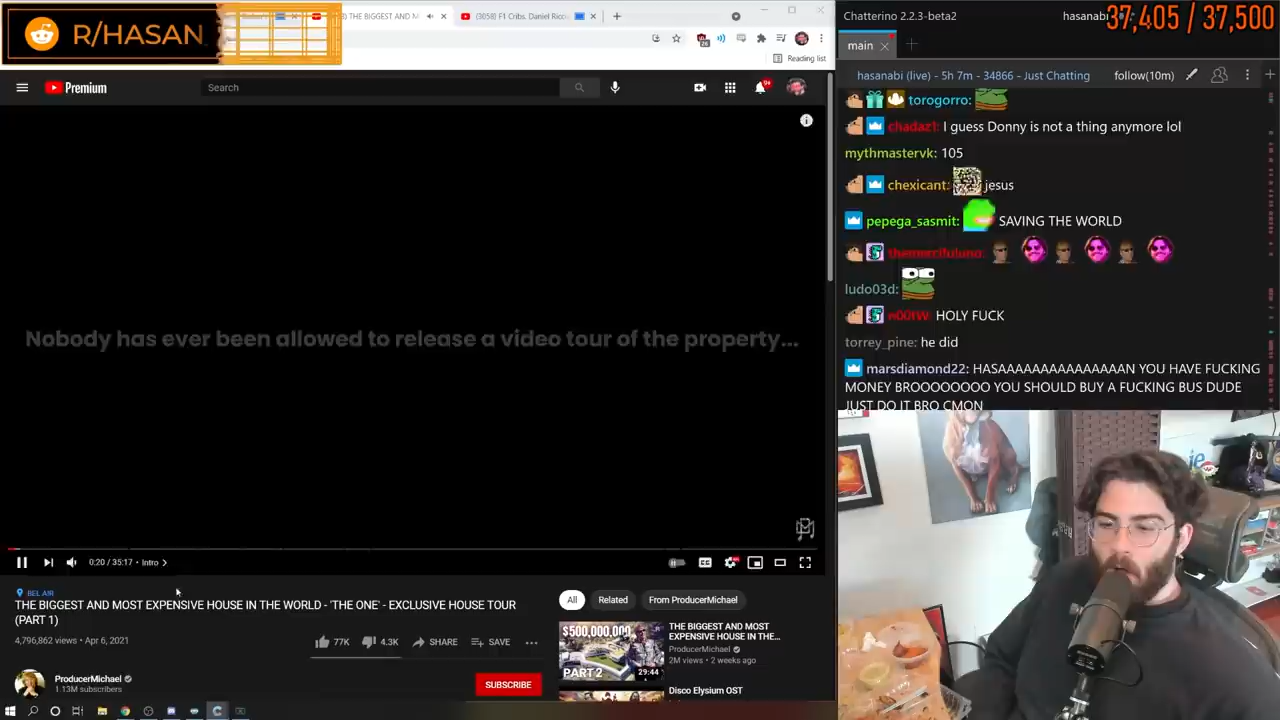 R/HASAN
THE BIGGEST AND M
(3058) F1 Cribs. Daniel Ricc
Reading list
Premium
Search
9+
Nobody has ever been allowed to release a video tour of the property...
0:20 / 35:17 • Intro
BEL AIR
THE BIGGEST AND MOST EXPENSIVE HOUSE IN THE WORLD - 'THE ONE' - EXCLUSIVE HOUSE TOUR
(PART 1)
4,796,862 views • Apr 6, 2021
77K
4.3K
SHARE
SAVE
ProducerMichael
1.13M subscribers
SUBSCRIBE
All
Related
From ProducerMichael
$500,000,000
PART 2
29:44
THE BIGGEST AND MOST
EXPENSIVE HOUSE IN THE...
ProducerMichael
2M views • 2 weeks ago
Disco Elysium OST
Chatterino 2.2.3-beta2
hasanabi
37,405 / 37,500
main
hasanabi (live) - 5h 7m - 34866 - Just Chatting
follow(10m)
torogorro:
chadaz1: I guess Donny is not a thing anymore lol
mythmastervk: 105
chexicant: jesus
pepega_sasmit: SAVING THE WORLD
themercifuluno:
ludo03d:
n00tW: HOLY FUCK
torrey_pine: he did
marsdiamond22: HASAAAAAAAAAAAAAAAN YOU HAVE FUCKING
MONEY BROOOOOOOO YOU SHOULD BUY A FUCKING BUS DUDE
JUST DO IT BRO CMON